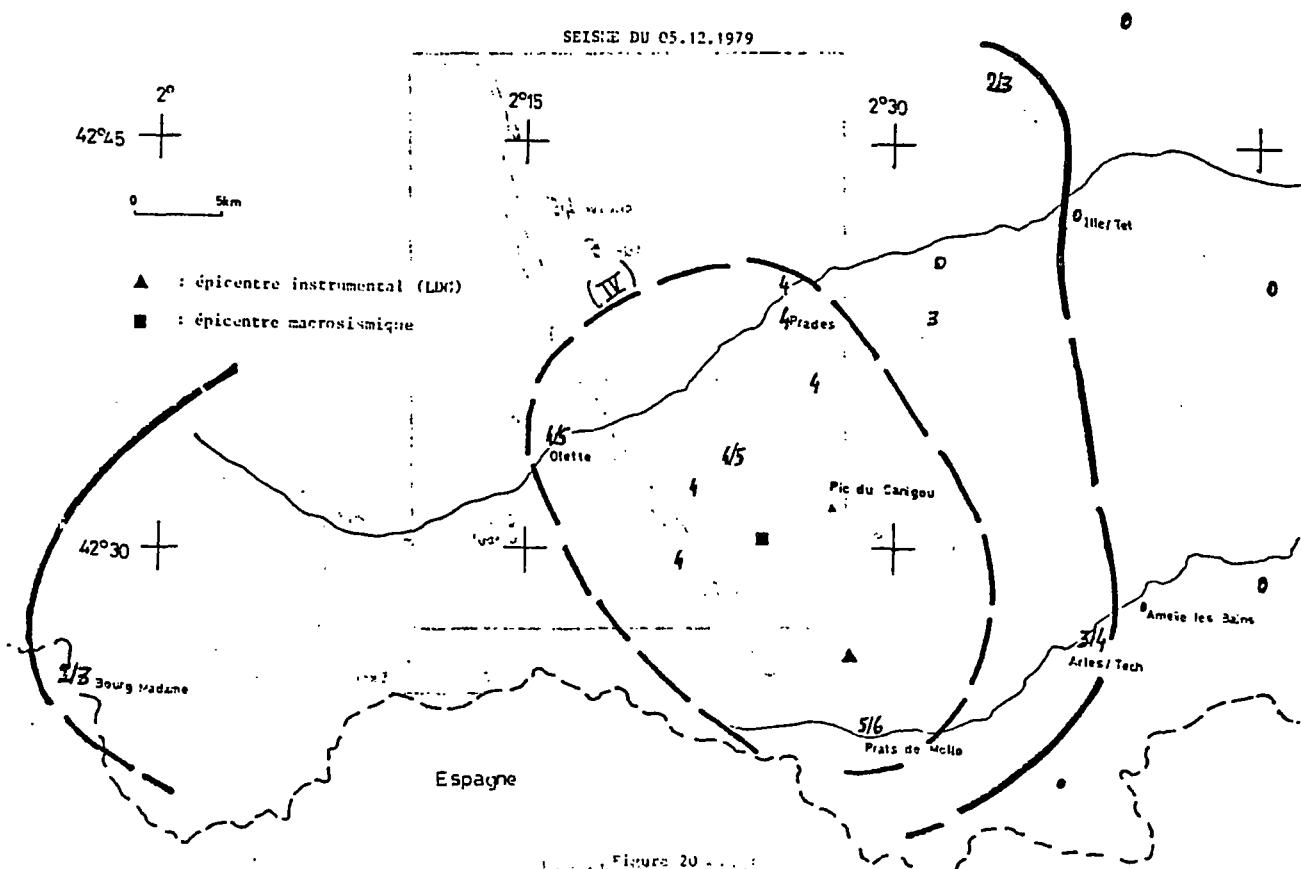 SEISME DU 05.12.1979
0
2°
2°15
2°30
2/3
42°45
0 5km
0 Ille/Tet
▲ : épicentre instrumental (LDG)
(IV)
0
0
■ : épicentre macrosismique
4
4 Prades
3
4
4/5
Olette
4/5
4
Pic du Canigou
42°30
4
0
0 Amélie les Bains
3/4
Arles/Tech
Bourg Madame
5/6
Prats de Mollo
Espagne
Figure 20